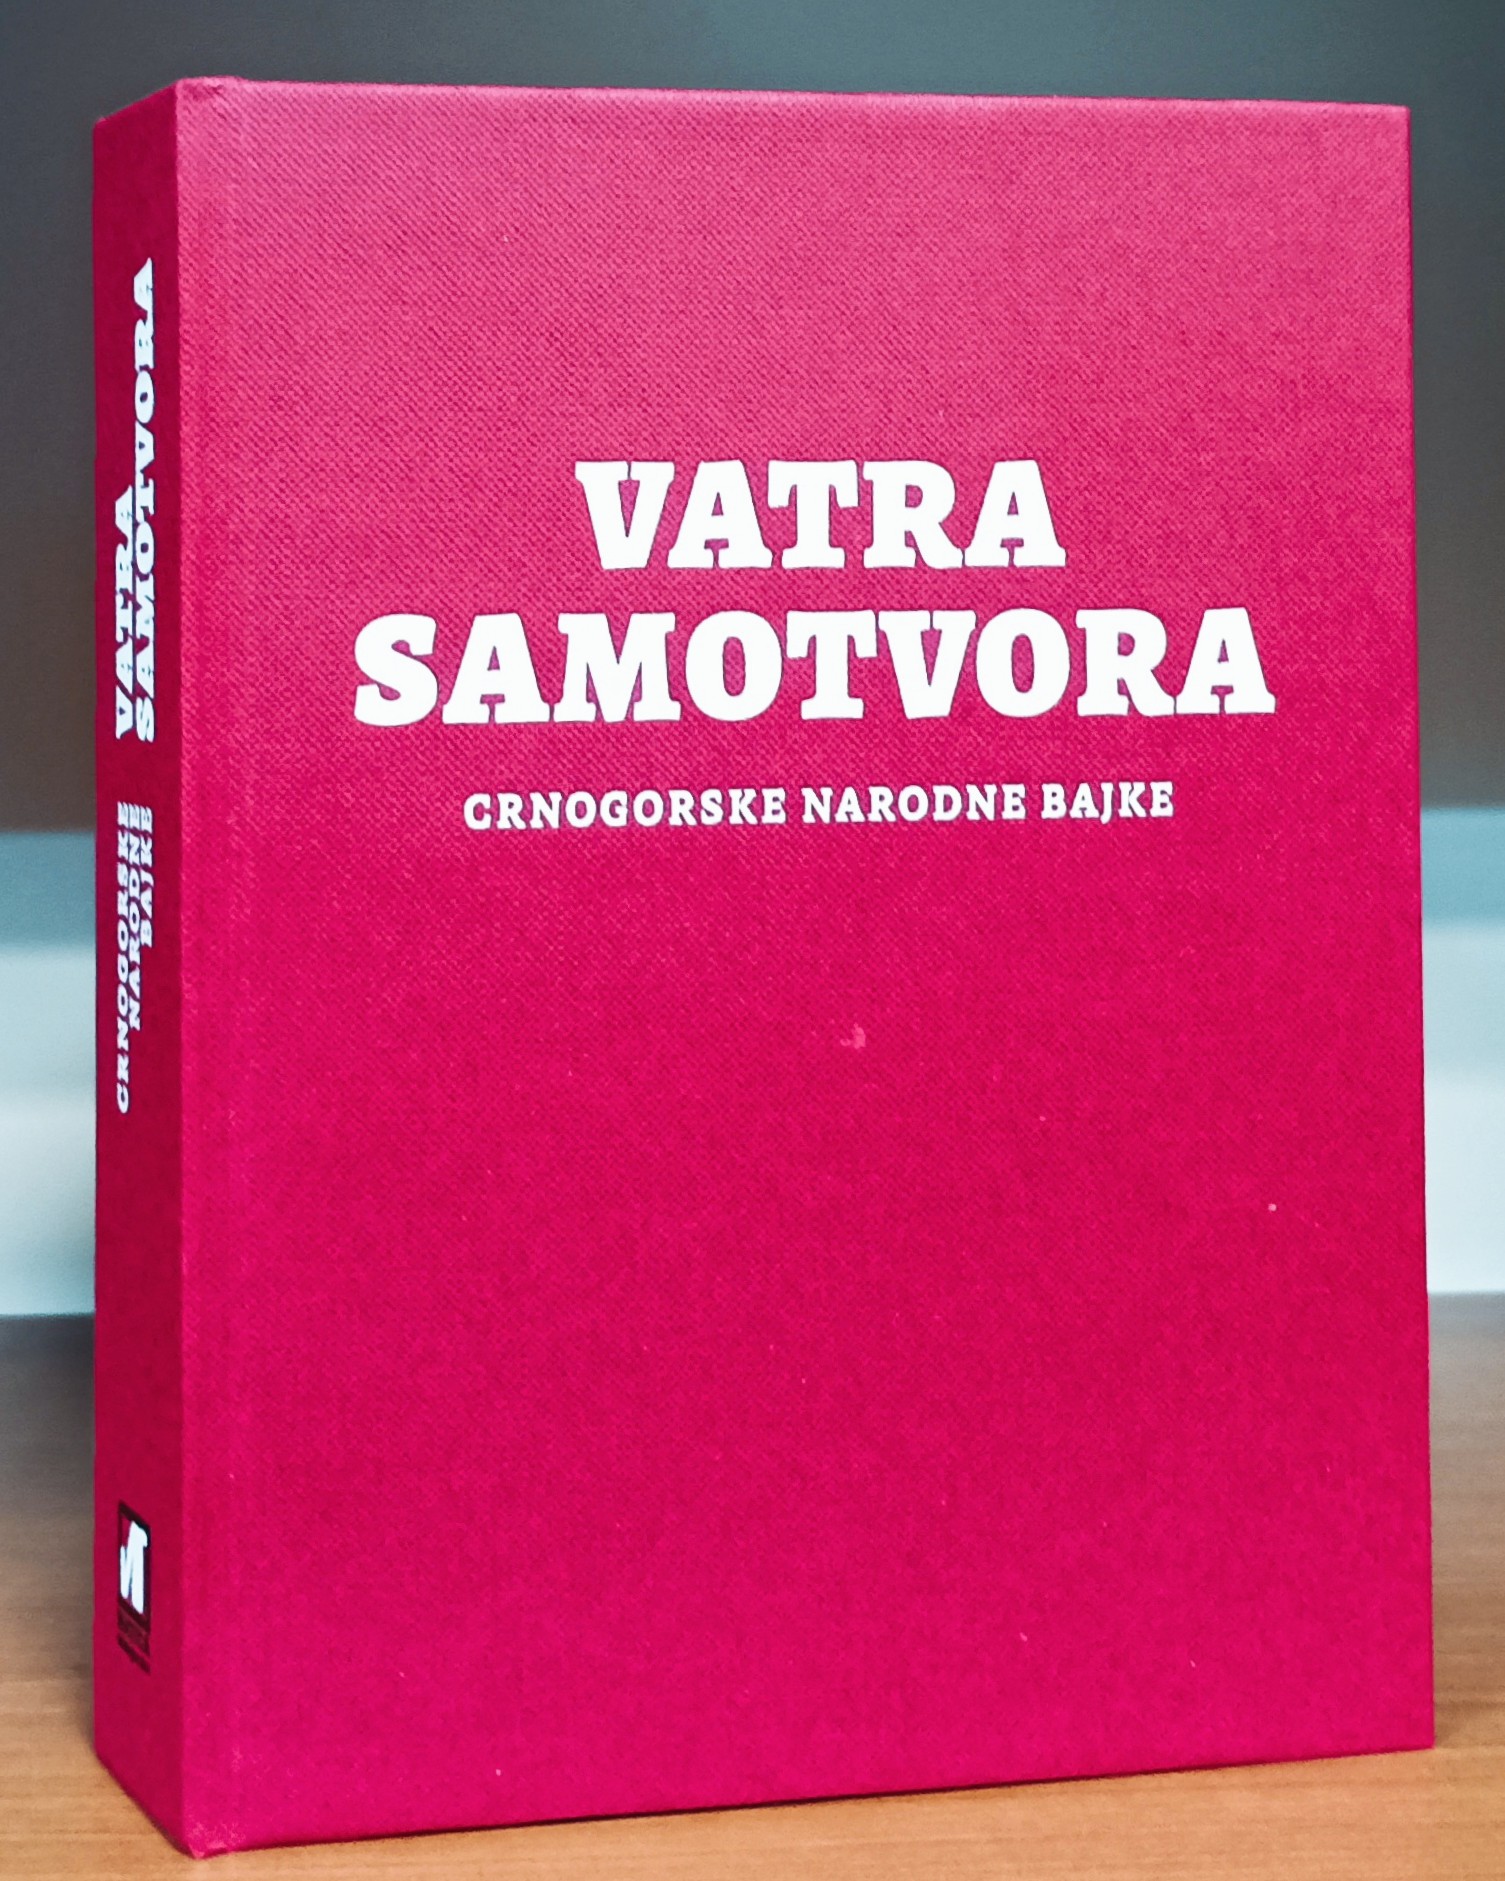 VATRA
SAMOTVORA
CRNOGORSKE NARODNE BAJKE
VATRA
SAMOTVORA
CRNOGORSKE
NARODNE
BAJKE